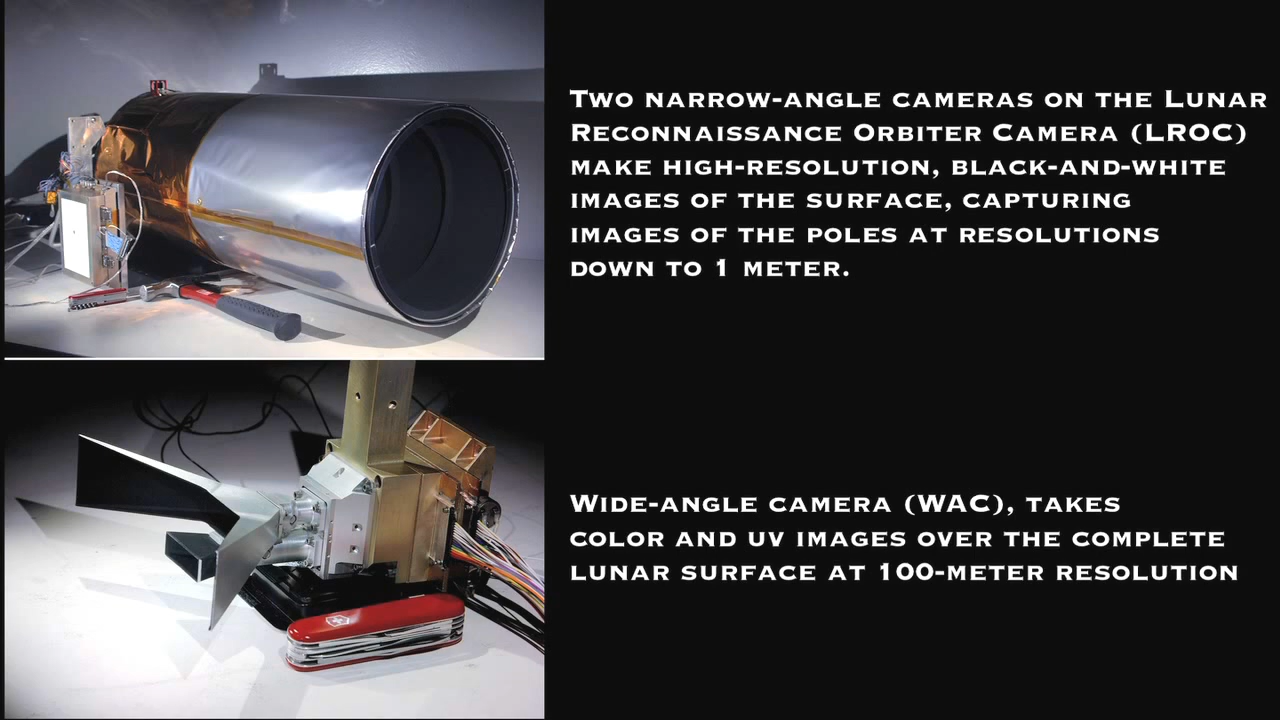 Two narrow-angle cameras on the Lunar
Reconnaissance Orbiter Camera (LROC)
make high-resolution, black-and-white
images of the surface, capturing
images of the poles at resolutions
down to 1 meter.
Wide-angle camera (WAC), takes
color and uv images over the complete
lunar surface at 100-meter resolution